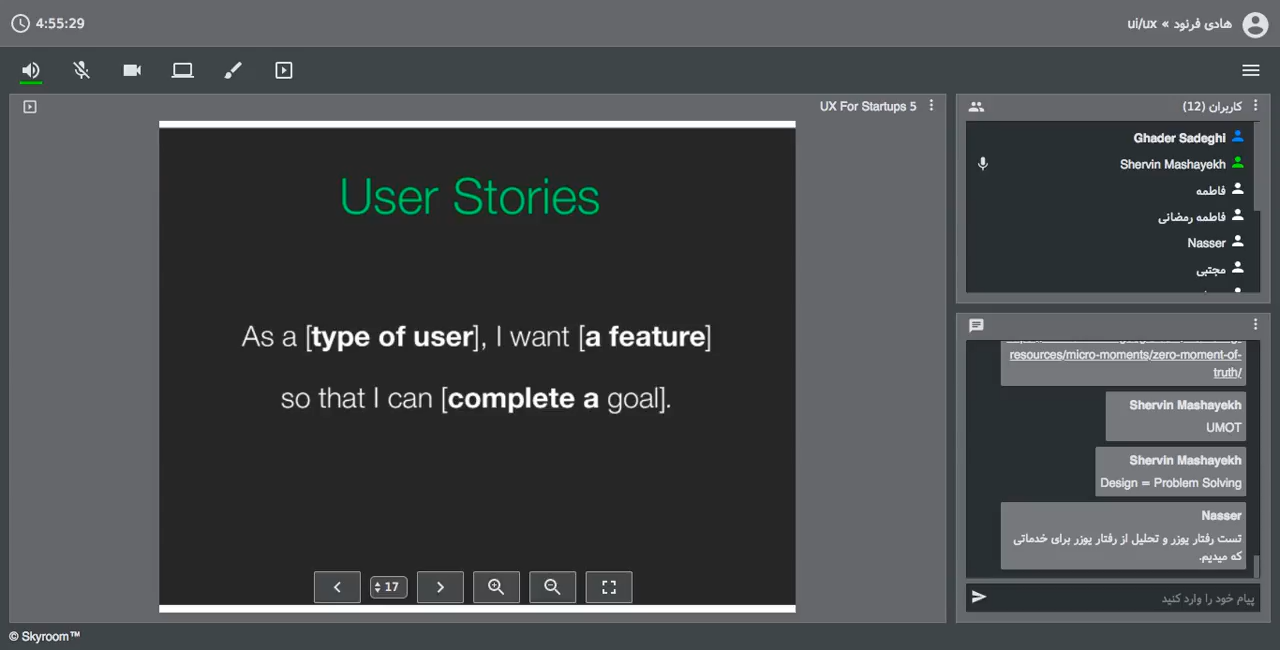 4:55:29
هادی فرنود » ui/ux
UX For Startups 5
User Stories
As a [type of user], I want [a feature]
so that I can [complete a goal].
17
کاربران (12)
Ghader Sadeghi
Shervin Mashayekh
فاطمه
فاطمه رمضانی
Nasser
مجتبی
resources/micro-moments/zero-moment-of-
truth/
Shervin Mashayekh
UMOT
Shervin Mashayekh
Design = Problem Solving
Nasser
تست رفتار یوزر و تحلیل از رفتار یوزر برای خدماتی
که میدیم.
پیام خود را وارد کنید
© Skyroom™